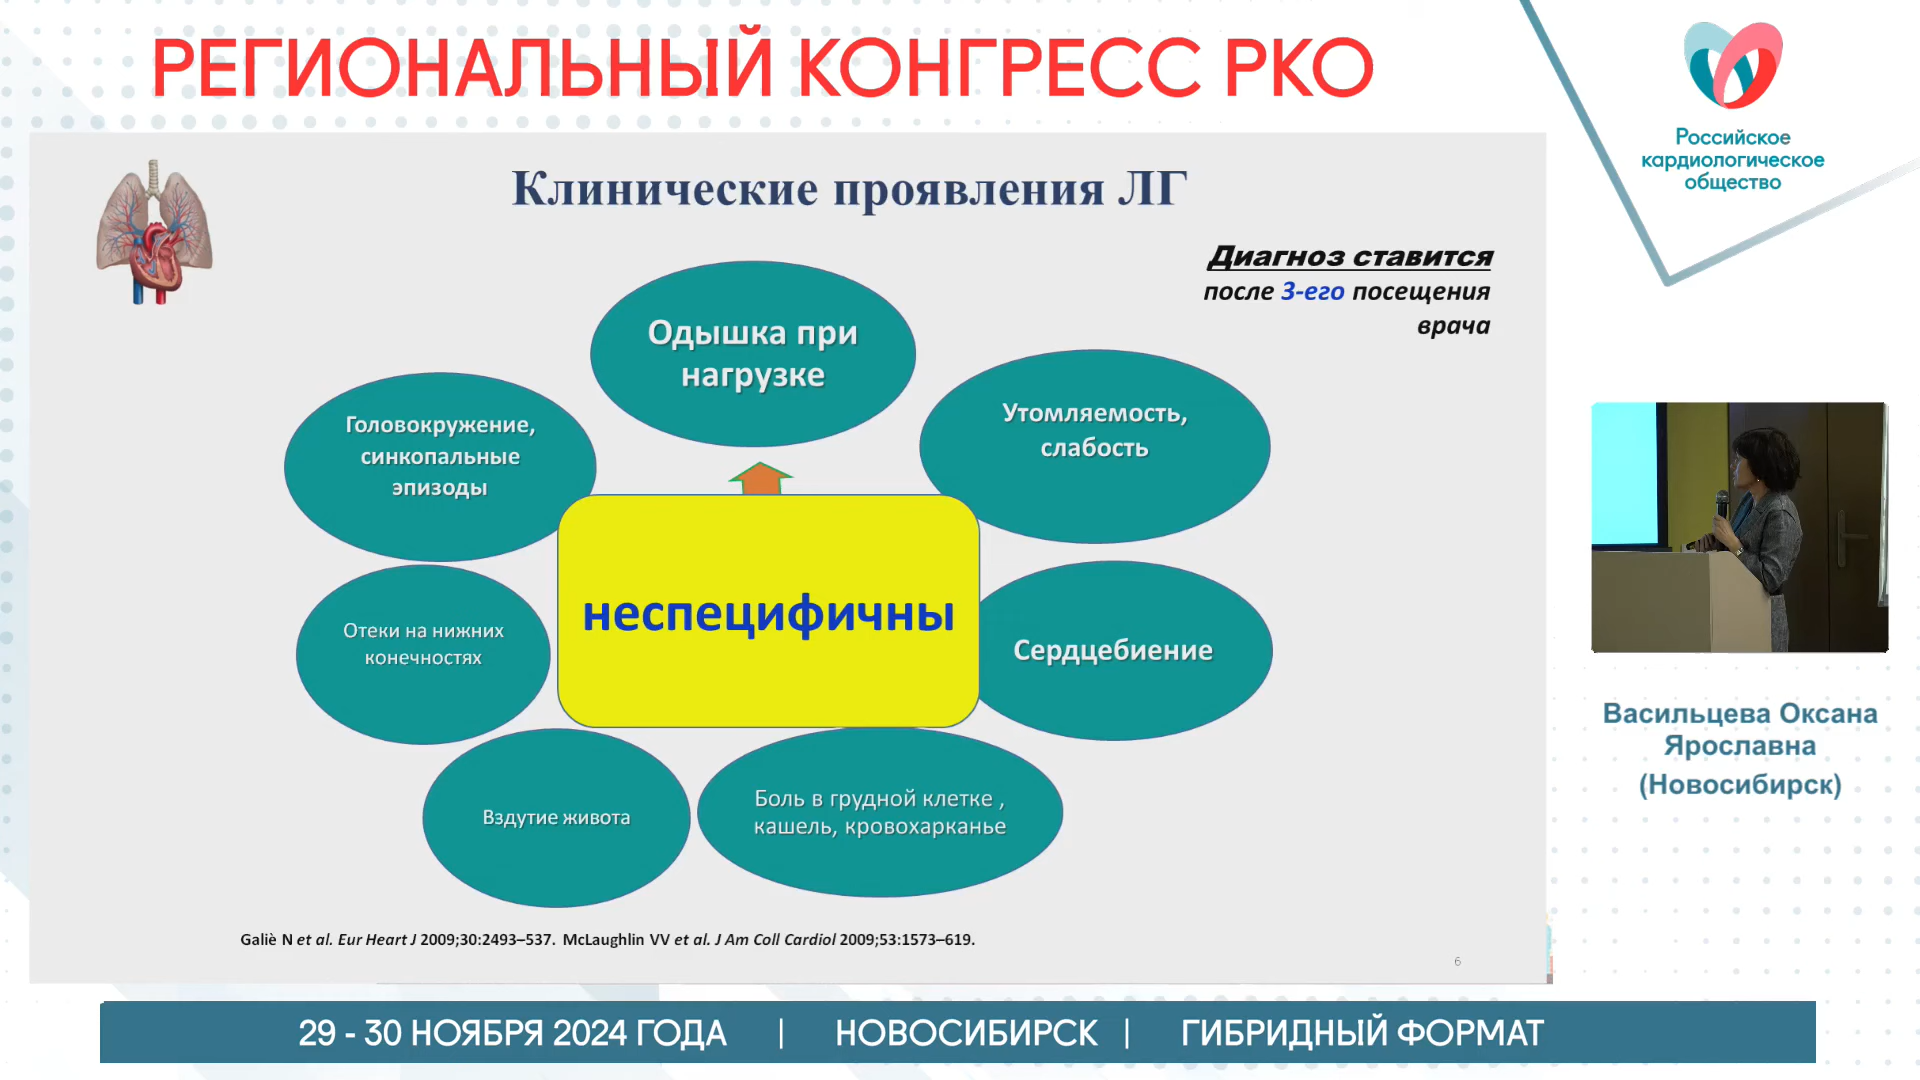 РЕГИОНАЛЬНЫЙ КОНГРЕСС РКО
Российское
кардиологическое
общество
Клинические проявления ЛГ
Диагноз ставится
после 3-его посещения
врача
Одышка при
нагрузке
Головокружение,
синкопальные
эпизоды
Утомляемость,
слабость
неспецифичны
Отеки на нижних
конечностях
Сердцебиение
Вздутие живота
Боль в грудной клетке ,
кашель, кровохарканье
Galiè N et al. Eur Heart J 2009;30:2493–537. McLaughlin VV et al. J Am Coll Cardiol 2009;53:1573–619.
6
Васильцева Оксана
Ярославна
(Новосибирск)
29 - 30 НОЯБРЯ 2024 ГОДА | НОВОСИБИРСК | ГИБРИДНЫЙ ФОРМАТ